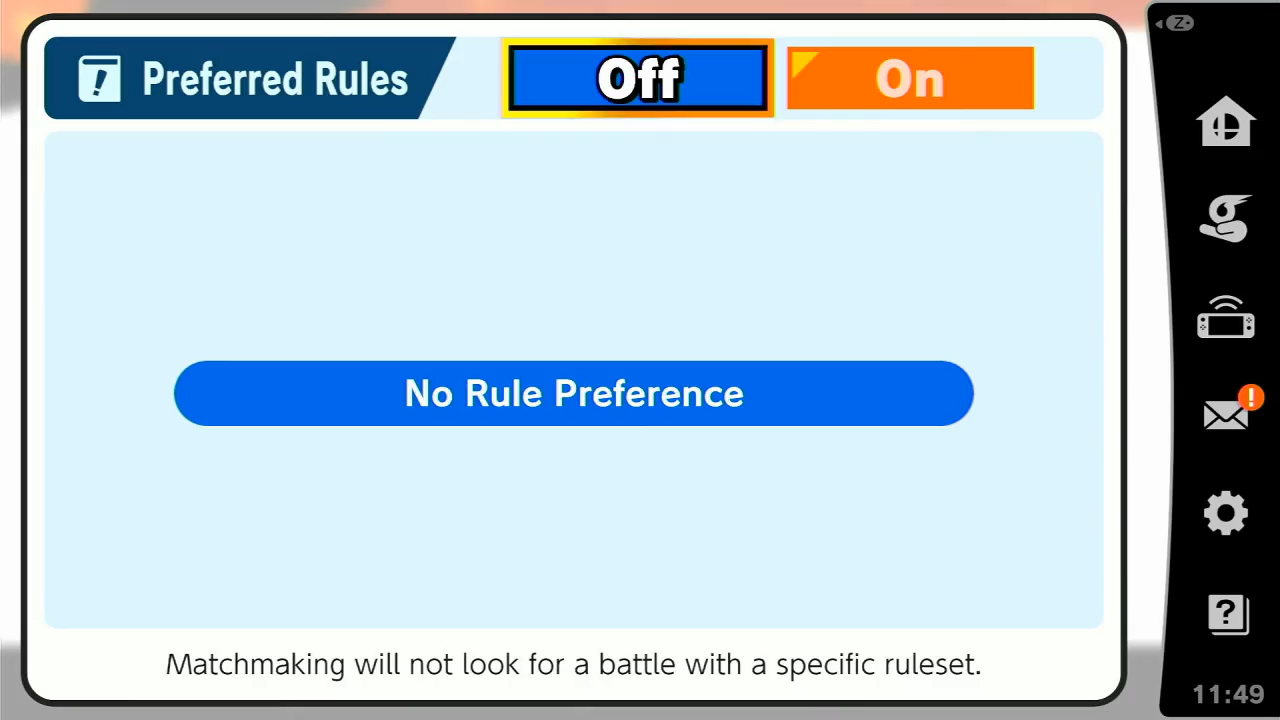 Preferred Rules
Off
On
No Rule Preference
Matchmaking will not look for a battle with a specific ruleset.
Z
!
?
11:49